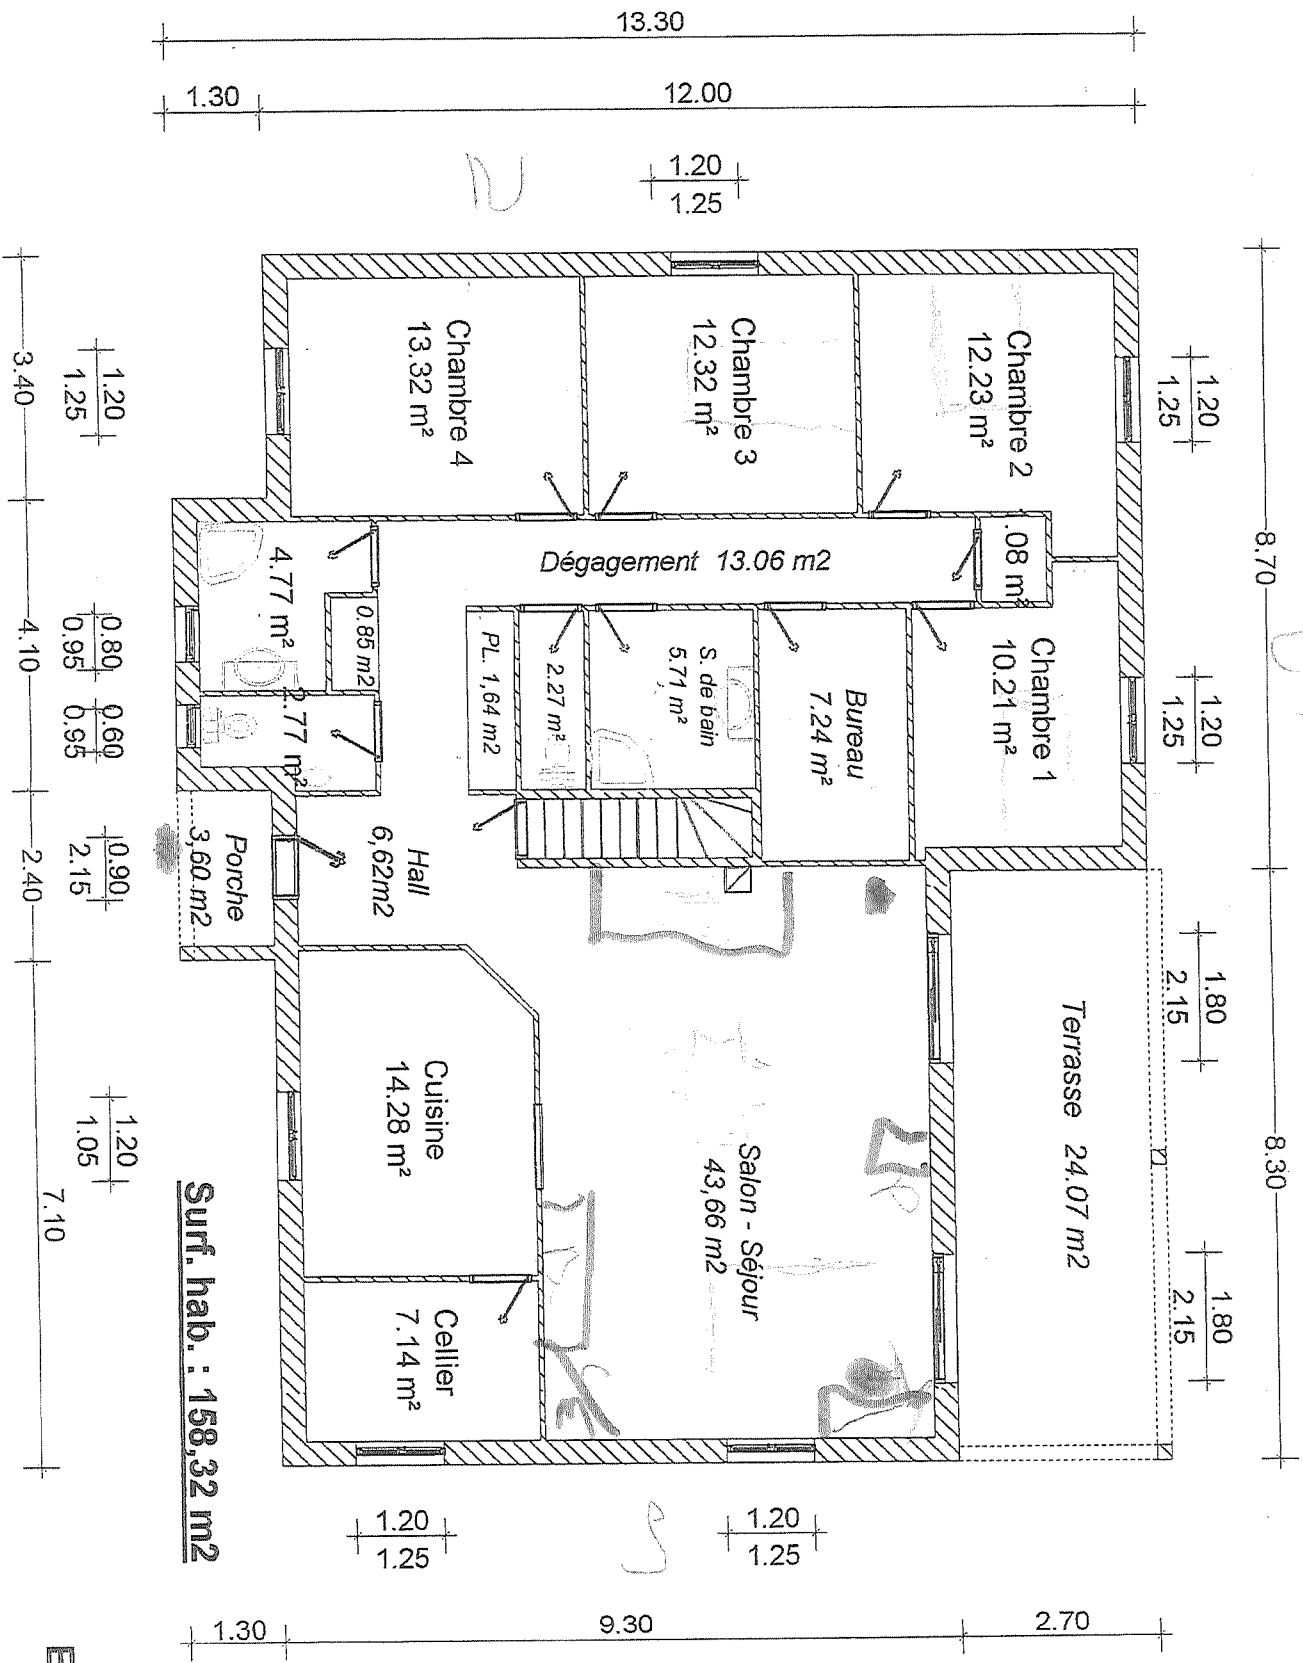 13.30
1.30
12.00
1.20
1.25
8.70
8.30
1.20
1.25
1.20
1.25
1.80
2.15
1.80
2.15
Chambre 4
13.32 m²
Chambre 3
12.32 m²
Chambre 2
12.23 m²
Chambre 1
10.21 m²
.08 m²
Dégagement 13.06 m2
4.77 m²
0.85 m2
2.77 m²
PL. 1,64 m2
2.27 m²
S. de bain
5.71 m²
Bureau
7.24 m²
Hall
6,62m2
Porche
3,60 m2
Cuisine
14.28 m²
Cellier
7.14 m²
Salon - Séjour
43,66 m2
Terrasse 24.07 m2
1.20
1.25
0.80
0.95
0.60
0.95
0.90
2.15
1.20
1.05
3.40
4.10
2.40
7.10
Surf. hab. : 158,32 m2
1.20
1.25
1.20
1.25
1.30
9.30
2.70
E